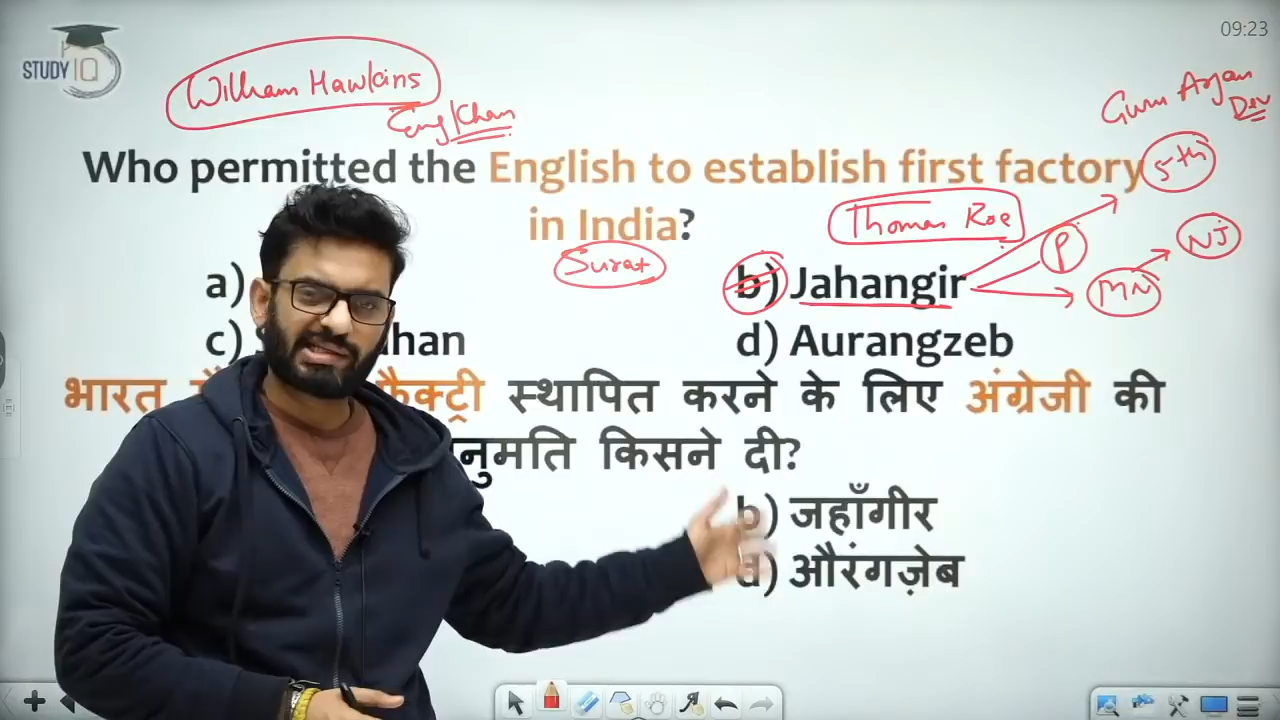 STUDY IQ
09:23
William Hawkins
Eng Khan
Guru Arjan
Dev
Who permitted the English to establish first factory
5th
in India?
Thomas Roe
P
NJ
Surat
a)
b) Jahangir
MN
c) dhan
d) Aurangzeb
भारत फैक्ट्री स्थापित करने के लिए अंग्रेजी की
नुमति किसने दी?
b) जहाँगीर
d) औरंगज़ेब